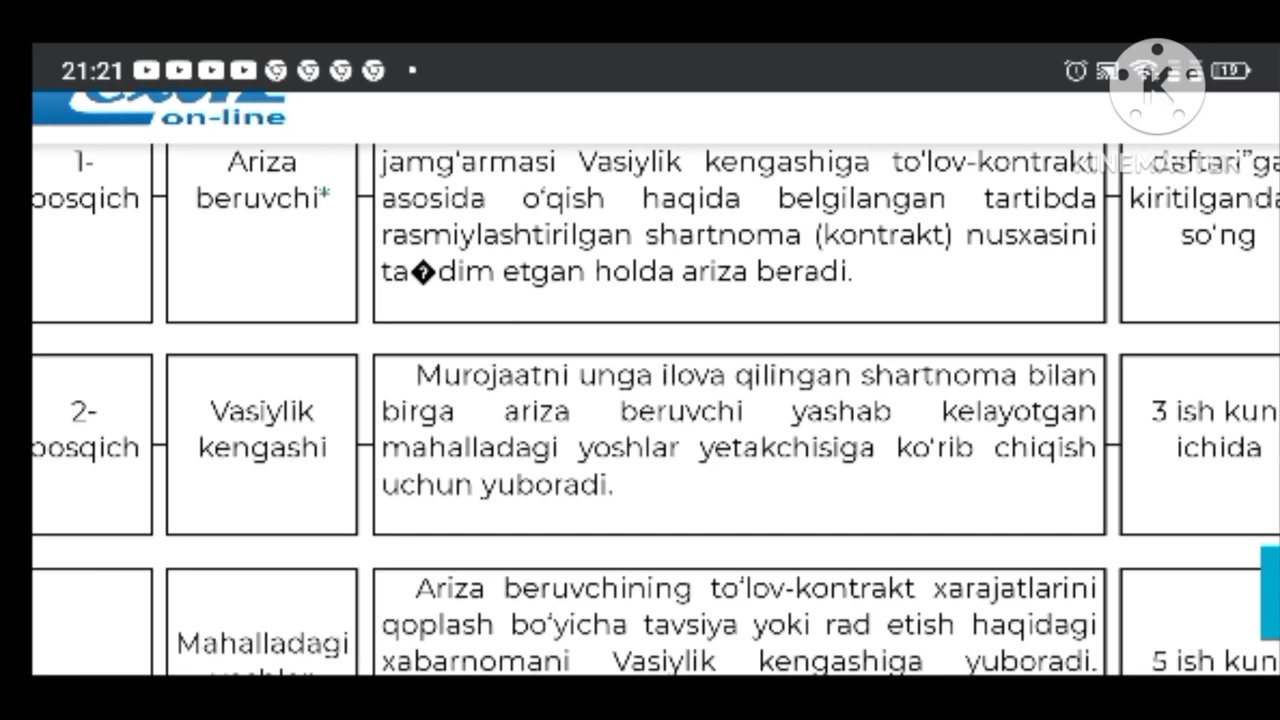 21:21
19
on-line
1-
bosqich
Ariza
beruvchi*
jamg'armasi Vasiylik kengashiga to'lov-kontrakt
asosida o'qish haqida belgilangan tartibda
rasmiylashtirilgan shartnoma (kontrakt) nusxasini
ta�dim etgan holda ariza beradi.
daftari"ga
kiritilganda
so'ng
KINEMASTER
2-
bosqich
Vasiylik
kengashi
Murojaatni unga ilova qilingan shartnoma bilan
birga ariza beruvchi yashab kelayotgan
mahalladagi yoshlar yetakchisiga ko'rib chiqish
uchun yuboradi.
3 ish kun
ichida
Mahalladagi
Ariza beruvchining to'lov-kontrakt xarajatlarini
qoplash bo'yicha tavsiya yoki rad etish haqidagi
xabarnomani Vasiylik kengashiga yuboradi.
5 ish kun